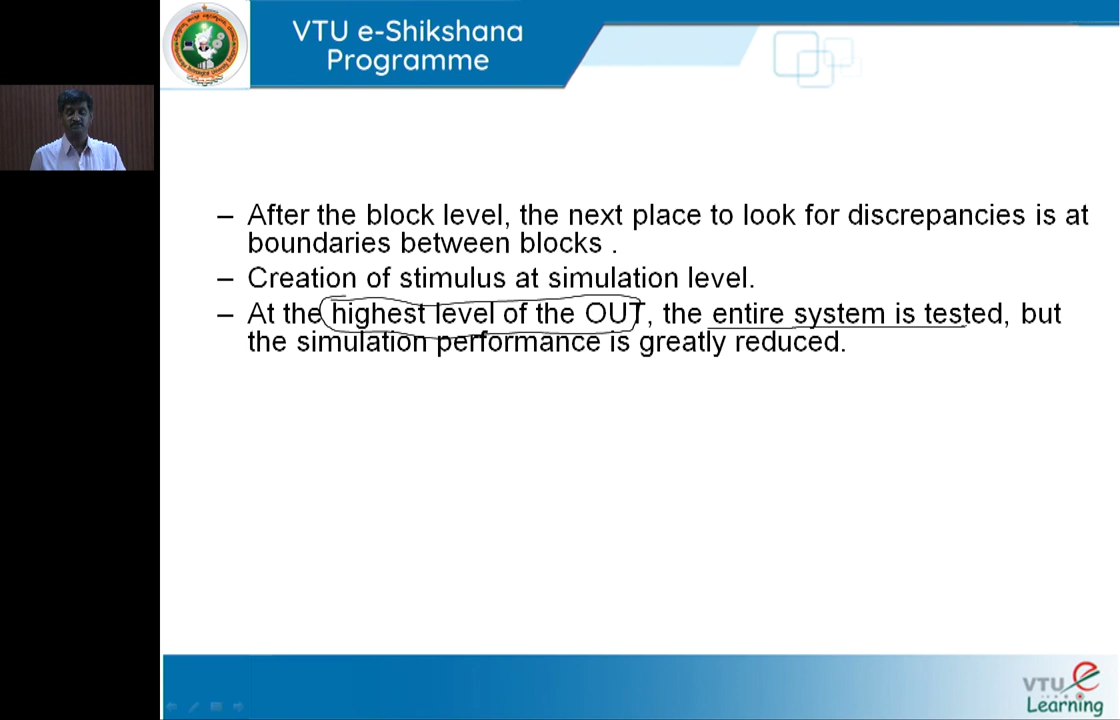 VTU e-Shikshana
Programme
– After the block level, the next place to look for discrepancies is at
boundaries between blocks .
– Creation of stimulus at simulation level.
– At the highest level of the OUT, the entire system is tested, but
the simulation performance is greatly reduced.
VTU e
Learning